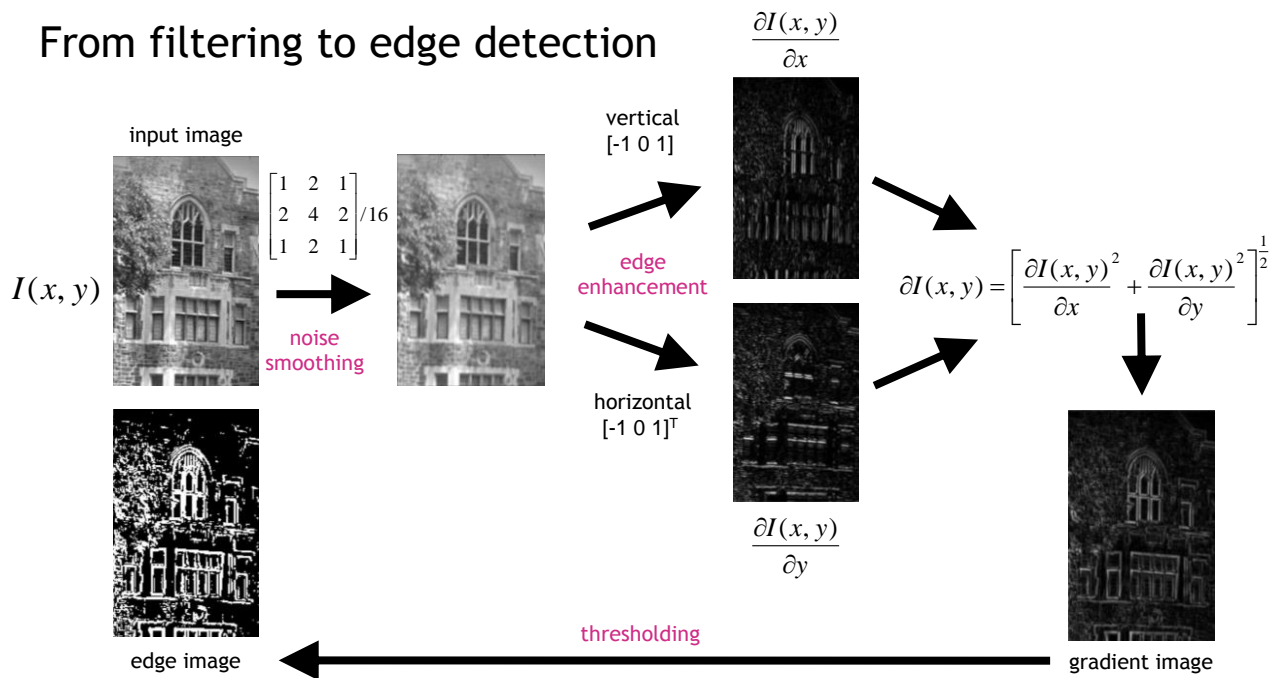 From filtering to edge detection
∂I(x, y)
∂x
input image
vertical
[-1 0 1]
1 2 1
2 4 2 /16
1 2 1
I(x, y)
noise
smoothing
edge
enhancement
∂I(x, y) = [ ∂I(x, y)²/∂x + ∂I(x, y)²/∂y ]^½
horizontal
[-1 0 1]ᵀ
∂I(x, y)
∂y
thresholding
edge image
gradient image